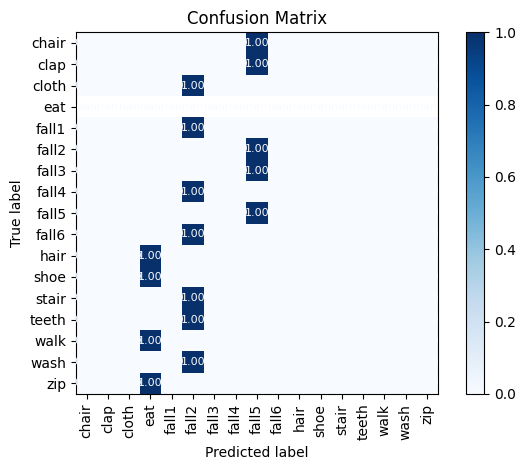 Confusion Matrix
True label
chair 1.00
clap 1.00
cloth 1.00
eat
fall1 1.00
fall2 1.00
fall3 1.00
fall4 1.00
fall5 1.00
fall6 1.00
hair 1.00
shoe 1.00
stair 1.00
teeth 1.00
walk 1.00
wash 1.00
zip 1.00
chair clap cloth eat fall1 fall2 fall3 fall4 fall5 fall6 hair shoe stair teeth walk wash zip
Predicted label
1.0
0.8
0.6
0.4
0.2
0.0